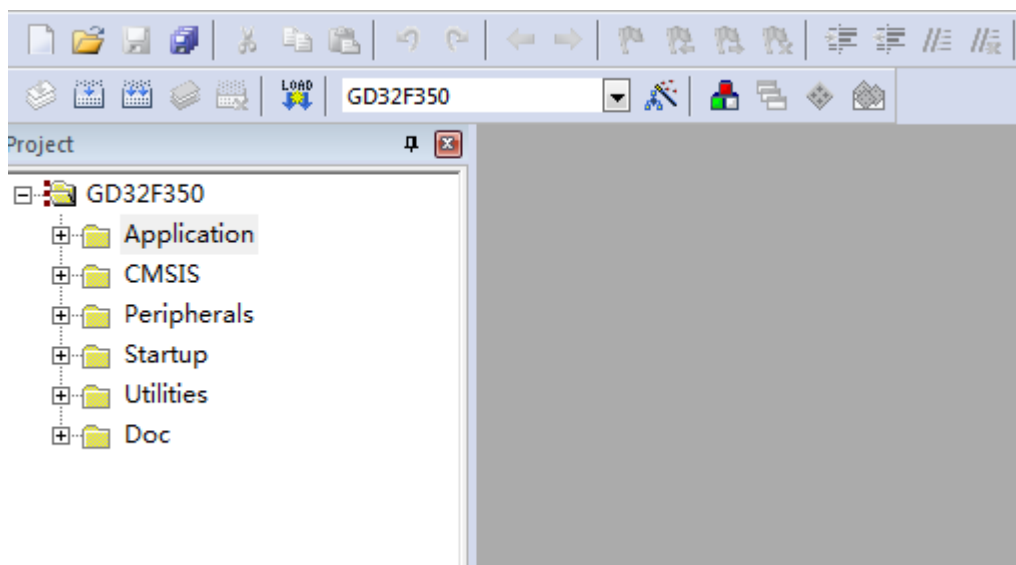 LOAD
GD32F350
Project
GD32F350
Application
CMSIS
Peripherals
Startup
Utilities
Doc